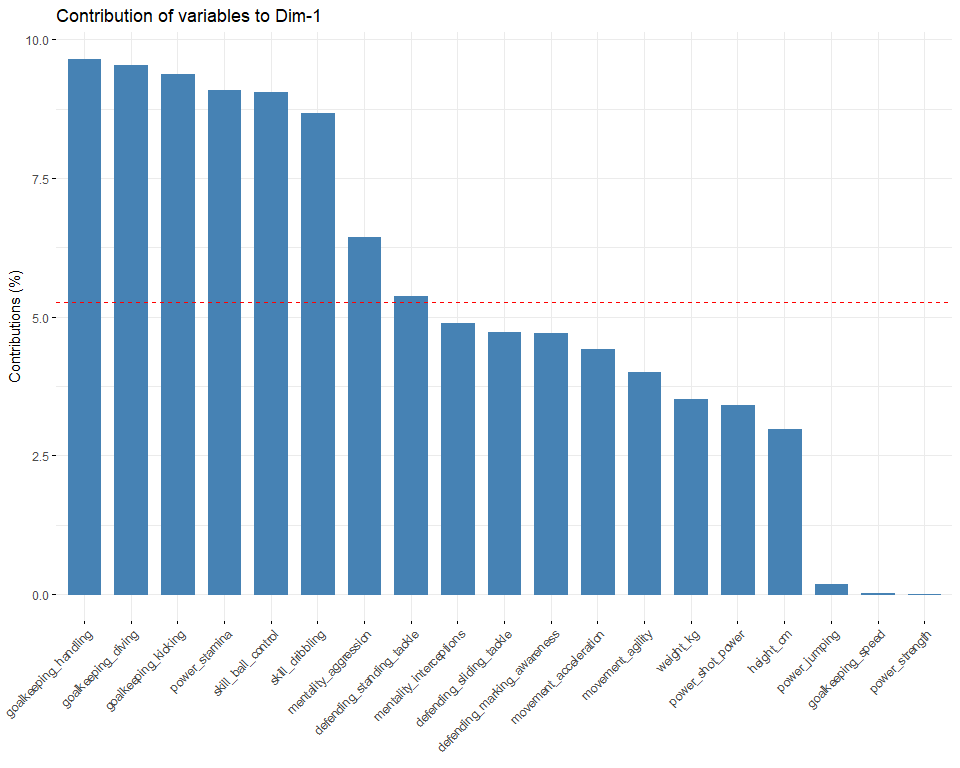 Contribution of variables to Dim-1
Contributions (%)
10.0
7.5
5.0
2.5
0.0
goalkeeping_handling
goalkeeping_diving
goalkeeping_kicking
power_stamina
skill_ball_control
skill_dribbling
mentality_aggression
defending_standing_tackle
mentality_interceptions
defending_sliding_tackle
defending_marking_awareness
movement_acceleration
movement_agility
weight_kg
power_shot_power
height_cm
power_jumping
goalkeeping_speed
power_strength